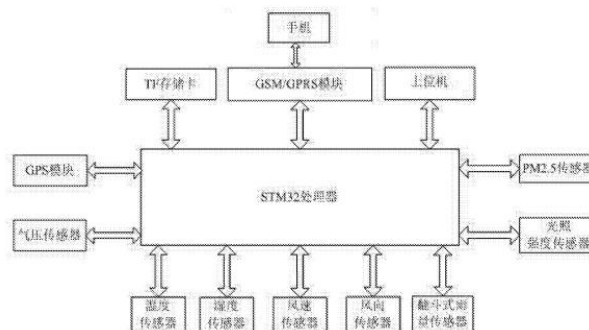 手机
TF存储卡
GSM/GPRS模块
上位机
GPS模块
STM32处理器
PM2.5传感器
气压传感器
光照
强度传感器
温度
传感器
湿度
传感器
风速
传感器
风向
传感器
翻斗式雨
量传感器